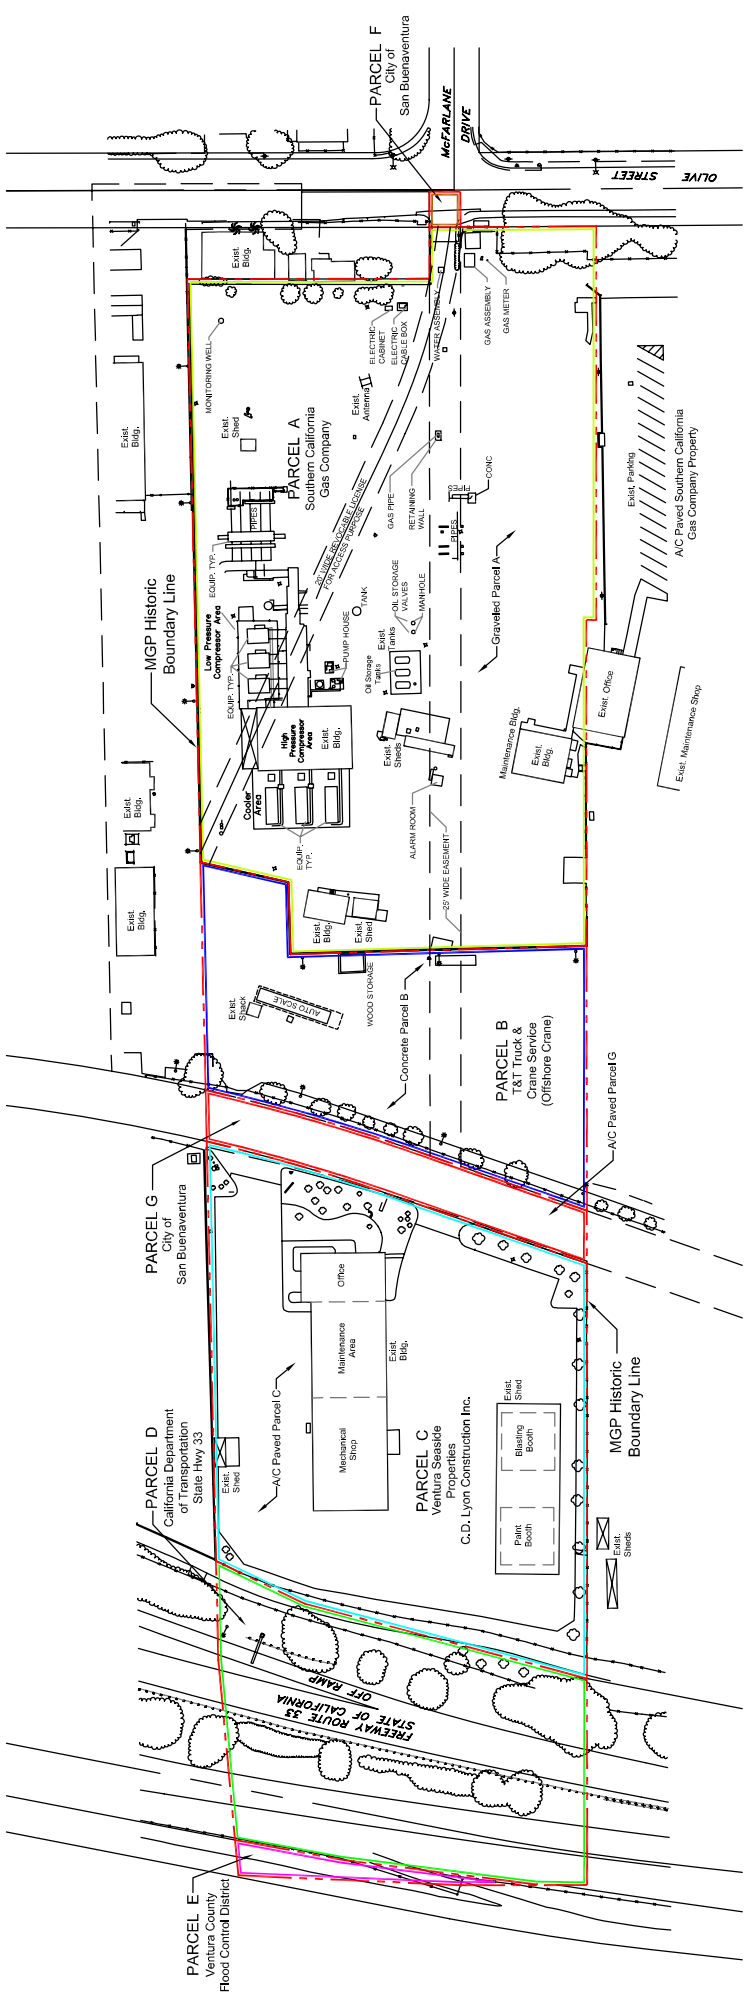 PARCEL F
City of
San Buenaventura
McFARLANE
DRIVE
OLIVE
STREET
Exist.
Bldg.
MONITORING WELL
ELECTRIC
CABINET
ELECTRIC
CABLE BOX
WATER ASSEMBLY
GAS ASSEMBLY
GAS METER
Exist.
Bldg.
Exist.
Shed
PARCEL A
Southern California
Gas Company
Exist.
Antenna
20' WIDE REVOCABLE LICENSE
FOR ACCESS PURPOSE
GAS PIPE
RETAINING
WALL
PIPES
CONC
PIPES
PIPES
EQUIP. TYP.
Exist. Parking
A/C Paved Southern California
Gas Company Property
Graveled Parcel A
MGP Historic
Boundary Line
Low Pressure
Compressor Area
EQUIP. TYP.
TANK
PUMP HOUSE
OIL STORAGE
VALVES
MANHOLE
Exist.
Tanks
Oil Storage
Tanks
High
Pressure
Compressor
Area
Exist.
Bldg.
Exist.
Sheds
Cooler
Area
EQUIP.
TYP.
ALARM ROOM
25' WIDE EASEMENT
Maintenance Bldg.
Exist.
Bldg.
Exist. Office
Exist. Maintenance Shop
Exist.
Bldg.
Exist.
Bldg.
Exist.
Bldg.
Exist.
Shed
WOOD STORAGE
Exist.
Shack
AUTO SCALE
Concrete Parcel B
PARCEL B
T&T Truck &
Crane Service
(Offshore Crane)
A/C Paved Parcel G
PARCEL G
City of
San Buenaventura
Office
Maintenance
Area
Exist.
Bldg.
Mechanical
Shop
A/C Paved Parcel C
Exist.
Shed
PARCEL C
Ventura Seaside
Properties
C.D. Lyon Construction Inc.
Exist.
Shed
Blasting
Booth
Paint
Booth
MGP Historic
Boundary Line
Exist.
Sheds
PARCEL D
California Department
of Transportation
State Hwy 33
OFF RAMP
STATE OF CALIFORNIA
FREEWAY ROUTE 33
PARCEL E
Ventura County
Flood Control District